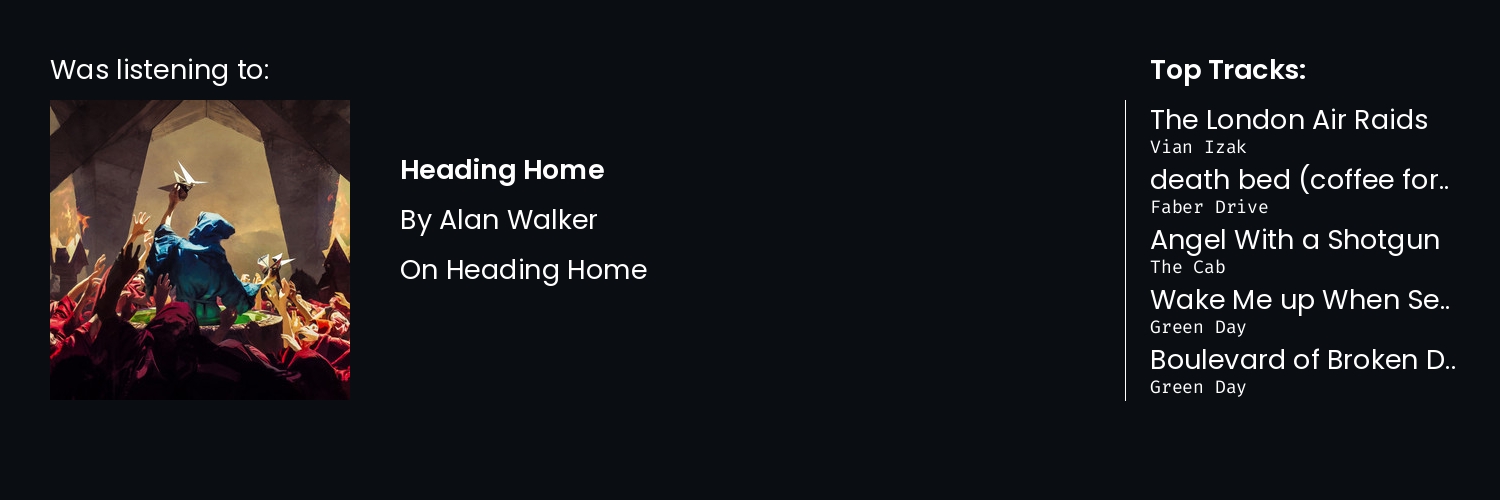 Was listening to:
Heading Home
By Alan Walker
On Heading Home
Top Tracks:
The London Air Raids
Vian Izak
death bed (coffee for..
Faber Drive
Angel With a Shotgun
The Cab
Wake Me up When Se..
Green Day
Boulevard of Broken D..
Green Day